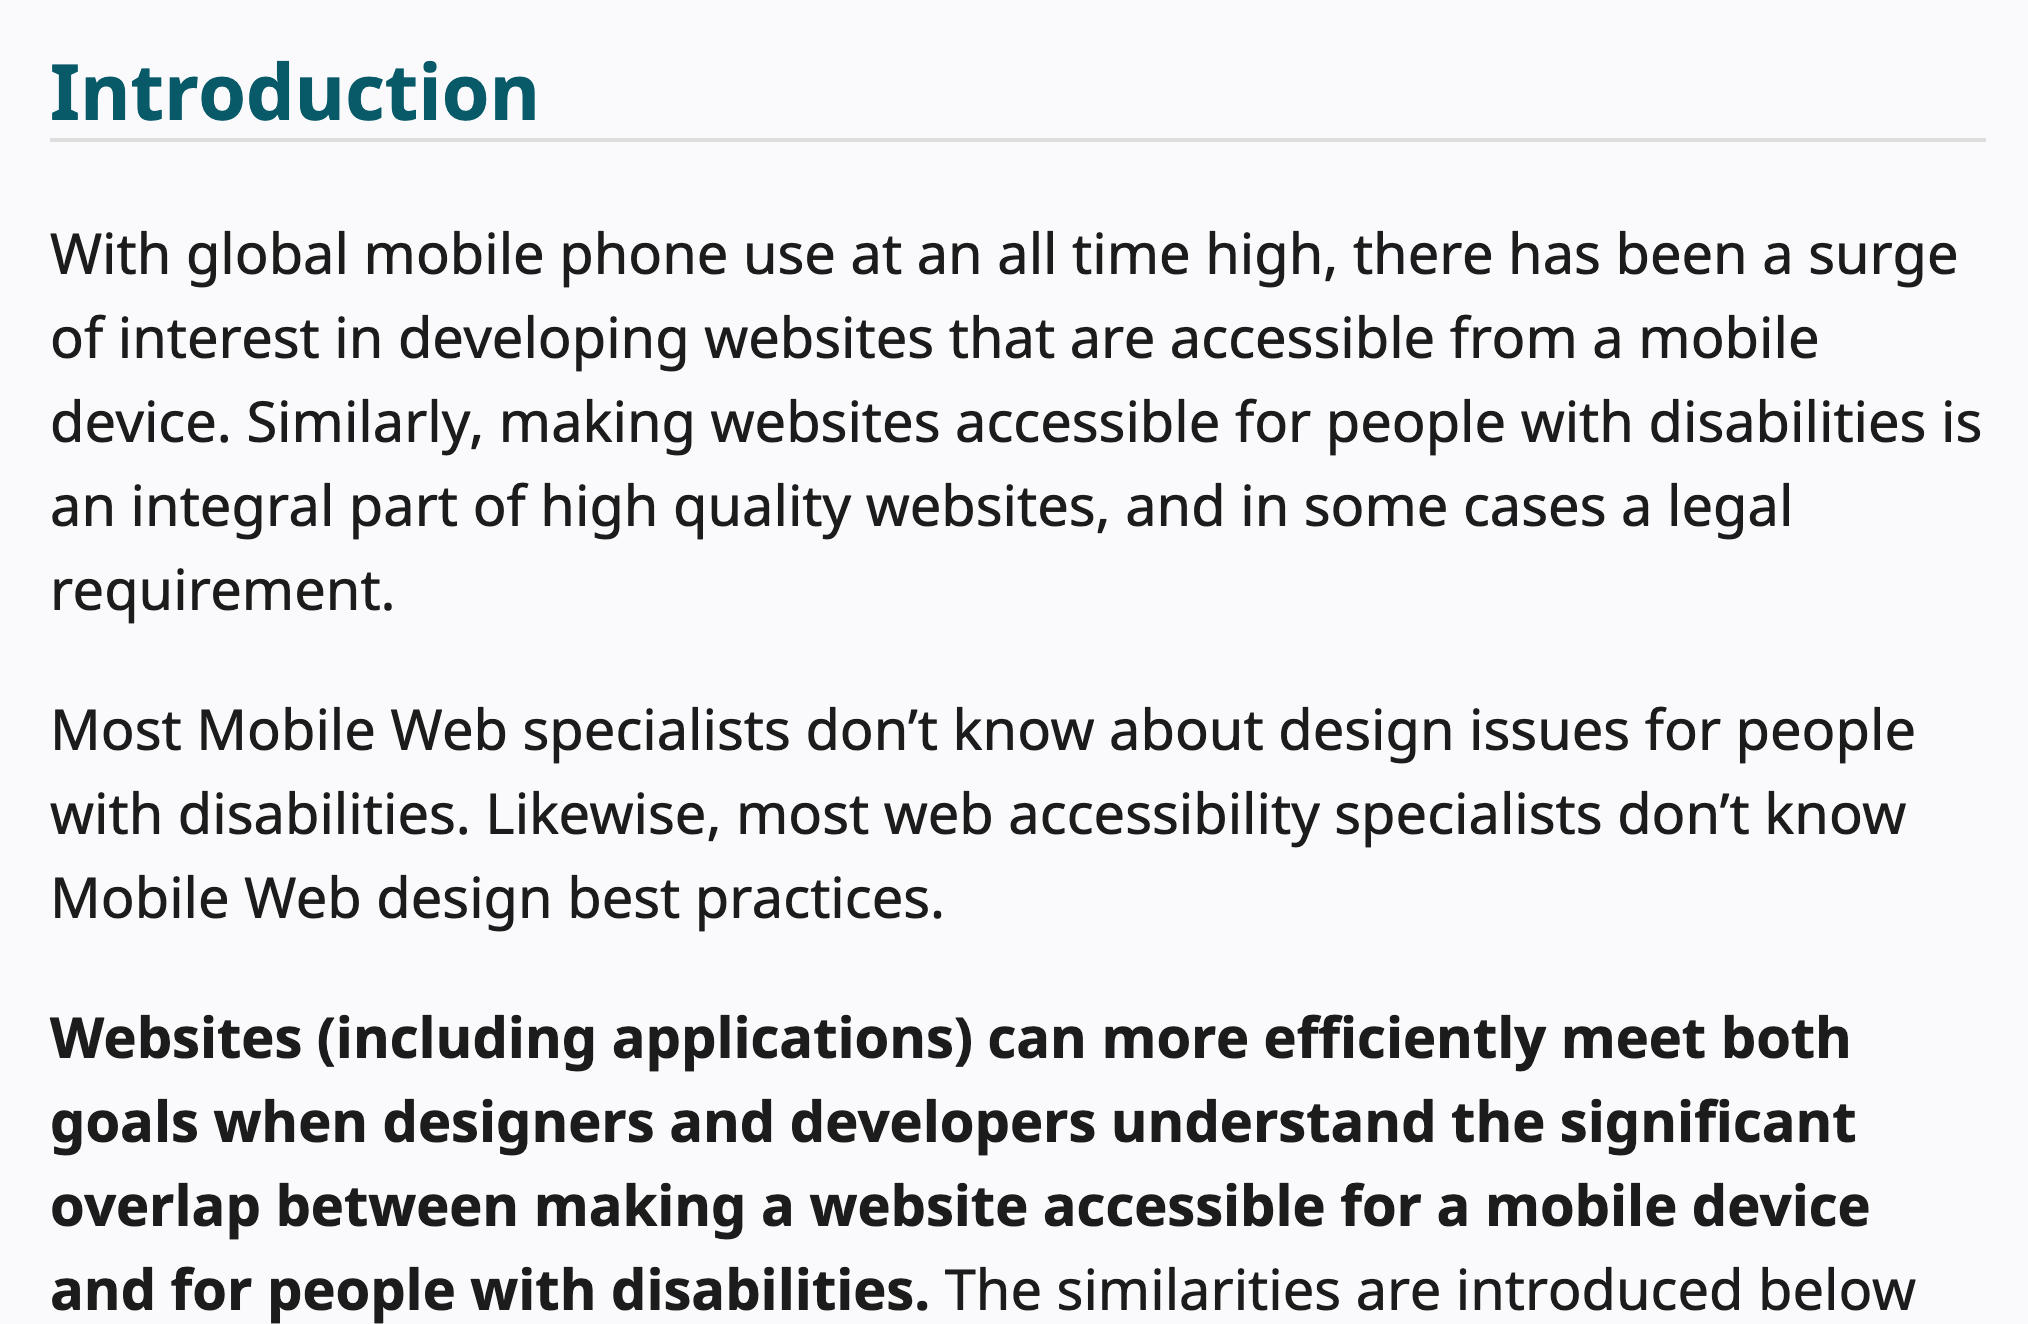 Introduction
With global mobile phone use at an all time high, there has been a surge
of interest in developing websites that are accessible from a mobile
device. Similarly, making websites accessible for people with disabilities is
an integral part of high quality websites, and in some cases a legal
requirement.
Most Mobile Web specialists don’t know about design issues for people
with disabilities. Likewise, most web accessibility specialists don’t know
Mobile Web design best practices.
Websites (including applications) can more efficiently meet both
goals when designers and developers understand the significant
overlap between making a website accessible for a mobile device
and for people with disabilities. The similarities are introduced below